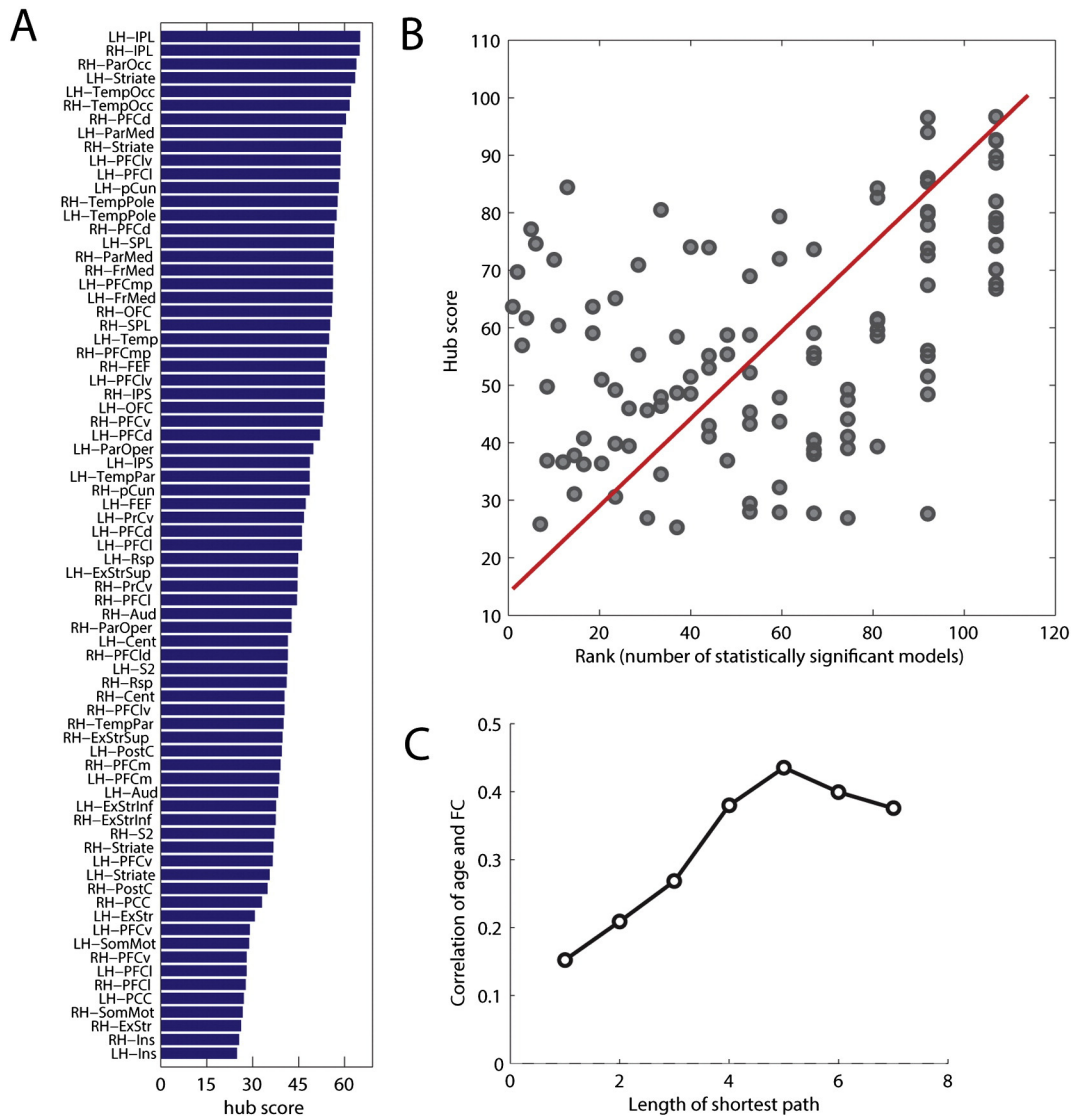 A
LH−IPL
RH−IPL
RH−ParOcc
LH−Striate
LH−TempOcc
RH−TempOcc
RH−PFCd
LH−ParMed
RH−Striate
LH−PFClv
LH−PFCl
LH−pCun
RH−TempPole
LH−TempPole
RH−PFCd
LH−SPL
RH−ParMed
RH−FrMed
LH−PFCmp
LH−FrMed
RH−OFC
RH−SPL
LH−Temp
RH−PFCmp
RH−FEF
LH−PFClv
RH−IPS
LH−OFC
RH−PFCv
LH−PFCd
LH−ParOper
LH−IPS
LH−TempPar
RH−pCun
LH−FEF
LH−PrCv
LH−PFCd
LH−PFCl
LH−Rsp
LH−ExStrSup
RH−PrCv
RH−PFCl
RH−Aud
RH−ParOper
LH−Cent
RH−PFCld
LH−S2
RH−Rsp
RH−Cent
RH−PFClv
RH−TempPar
RH−ExStrSup
LH−PostC
RH−PFCm
LH−PFCm
LH−Aud
LH−ExStrInf
RH−ExStrInf
RH−S2
RH−Striate
LH−PFCv
LH−Striate
RH−PostC
RH−PCC
LH−ExStr
LH−PFCv
LH−SomMot
RH−PFCv
LH−PFCl
RH−PFCl
LH−PCC
RH−SomMot
RH−ExStr
RH−Ins
LH−Ins
0 15 30 45 60
hub score
B
110
100
90
80
70
60
50
40
30
20
10
Hub score
0 20 40 60 80 100 120
Rank (number of statistically significant models)
C
0.5
0.4
0.3
0.2
0.1
0
Correlation of age and FC
0 2 4 6 8
Length of shortest path